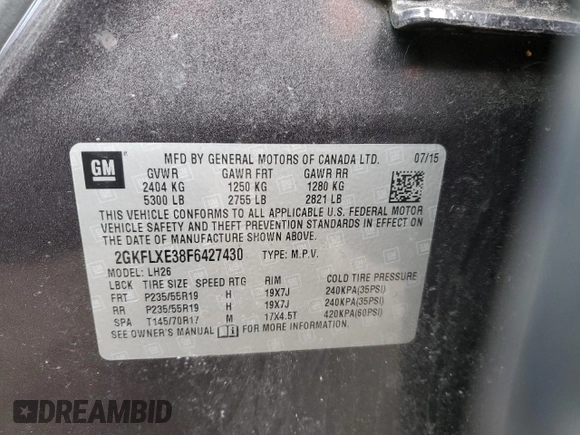 GM
MFD BY GENERAL MOTORS OF CANADA LTD. 07/15
GVWR GAWR FRT GAWR RR
2404 KG 1250 KG 1280 KG
5300 LB 2755 LB 2821 LB
THIS VEHICLE CONFORMS TO ALL APPLICABLE U.S. FEDERAL MOTOR
VEHICLE SAFETY AND THEFT PREVENTION STANDARDS IN EFFECT ON
THE DATE OF MANUFACTURE SHOWN ABOVE.
2GKFLXE38F6427430 TYPE: M.P.V.
MODEL: LH26
LBCK TIRE SIZE SPEED RTG RIM COLD TIRE PRESSURE
FRT P235/55R19 H 19X7J 240KPA(35PSI)
RR P235/55R19 H 19X7J 240KPA(35PSI)
SPA T145/70R17 M 17X4.5T 420KPA(60PSI)
SEE OWNER'S MANUAL FOR MORE INFORMATION.
DREAMBID